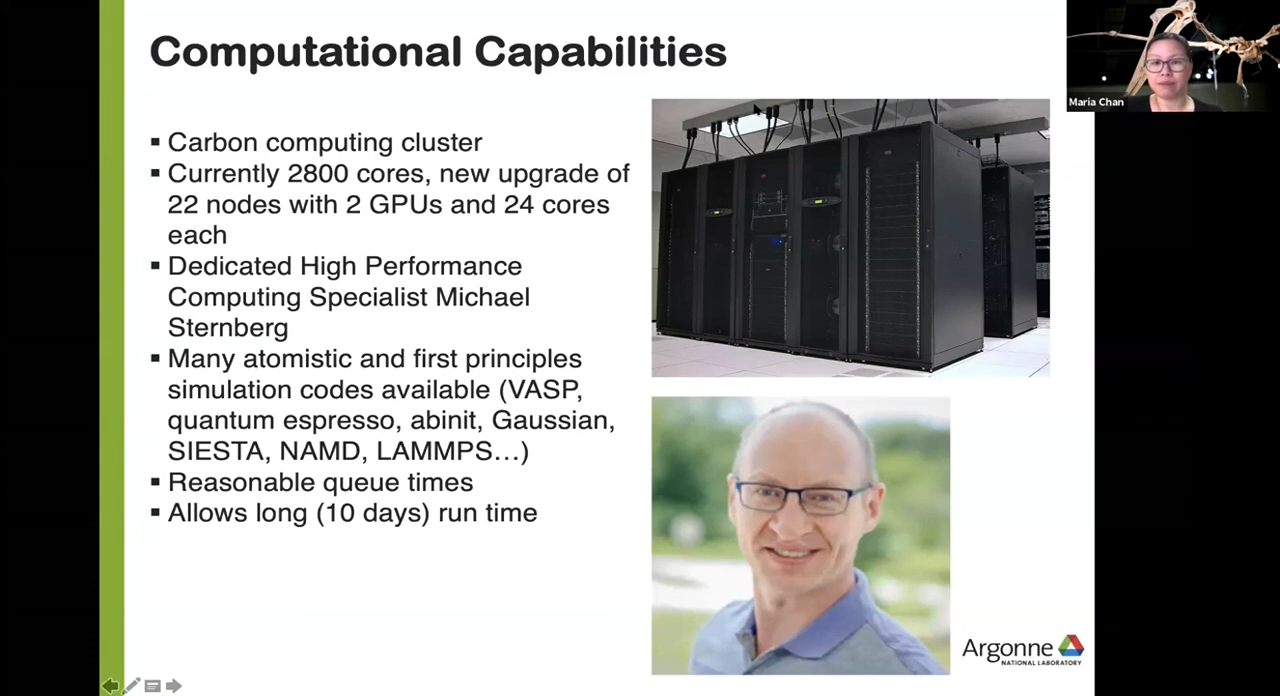 Computational Capabilities
▪ Carbon computing cluster
▪ Currently 2800 cores, new upgrade of
22 nodes with 2 GPUs and 24 cores
each
▪ Dedicated High Performance
Computing Specialist Michael
Sternberg
▪ Many atomistic and first principles
simulation codes available (VASP,
quantum espresso, abinit, Gaussian,
SIESTA, NAMD, LAMMPS…)
▪ Reasonable queue times
▪ Allows long (10 days) run time
Maria Chan
Argonne
NATIONAL LABORATORY